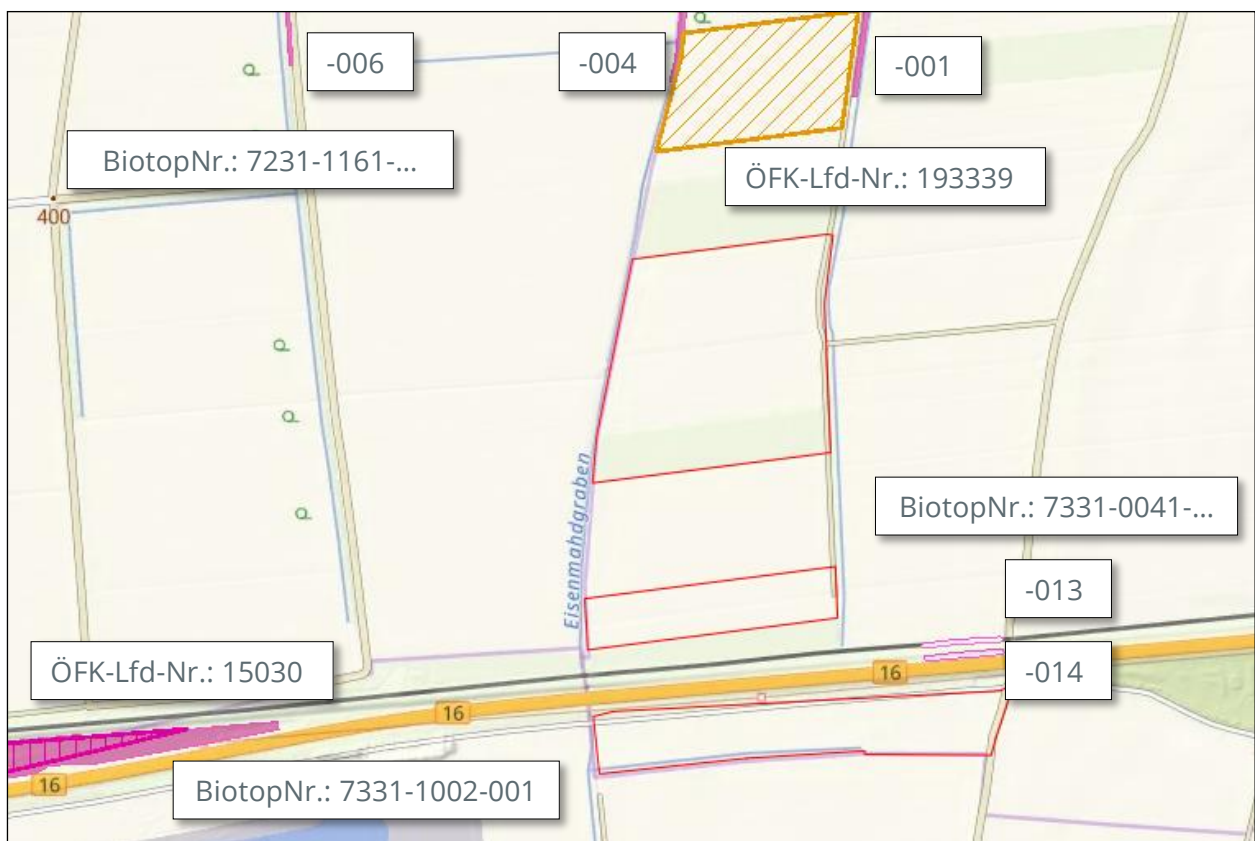 -006
-004
-001
BiotopNr.: 7231-1161-...
ÖFK-Lfd-Nr.: 193339
400
Eisenmahdgraben
BiotopNr.: 7331-0041-...
-013
ÖFK-Lfd-Nr.: 15030
-014
16
16
16
BiotopNr.: 7331-1002-001